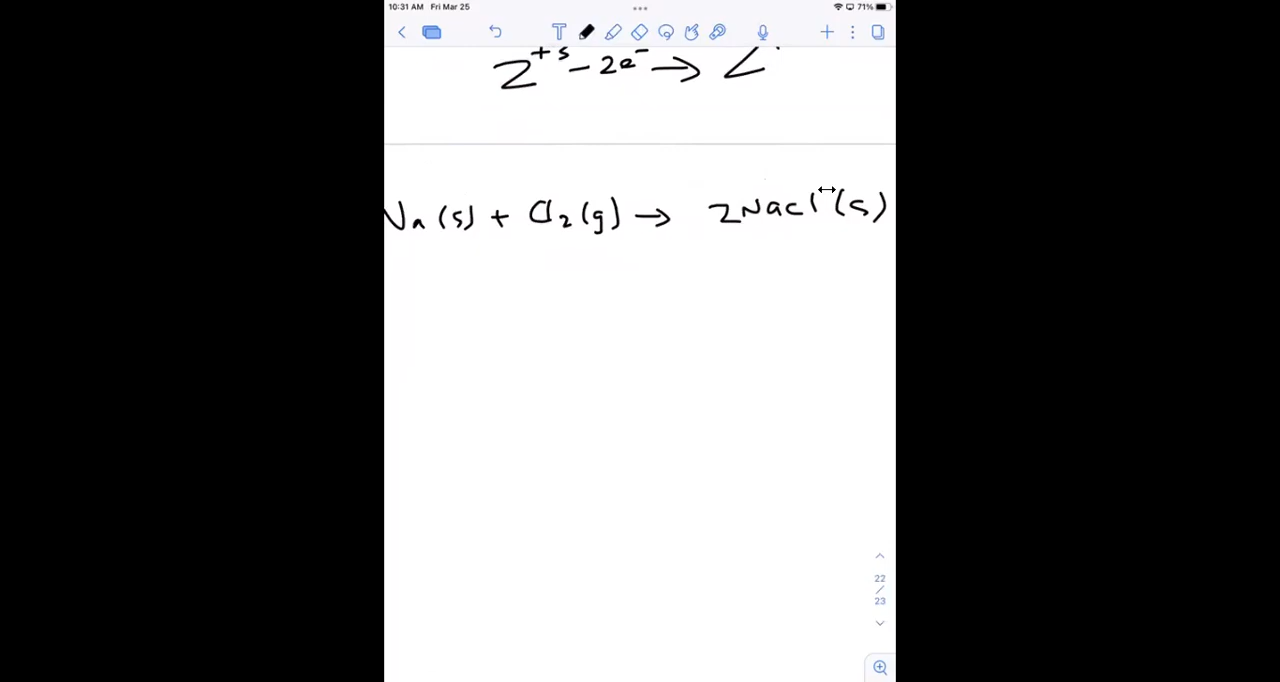 10:31 AM Fri Mar 25
71%
T
Z⁺⁵ - 2e⁻ →
Na(s) + Cl₂(g) → 2NaCl(s)
22
/
23